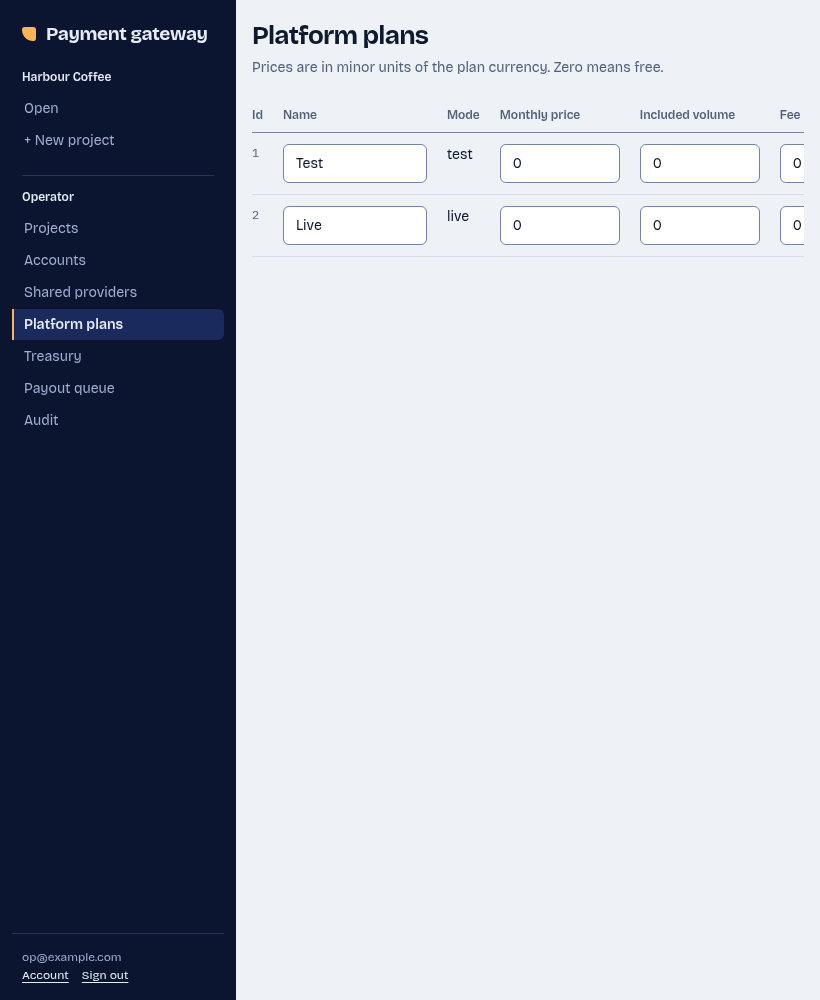 Payment gateway
Harbour Coffee
Open
+ New project
Operator
Projects
Accounts
Shared providers
Platform plans
Treasury
Payout queue
Audit
op@example.com
Account Sign out
Platform plans
Prices are in minor units of the plan currency. Zero means free.
Id Name Mode Monthly price Included volume Fee
1 Test test 0 0 0
2 Live live 0 0 0